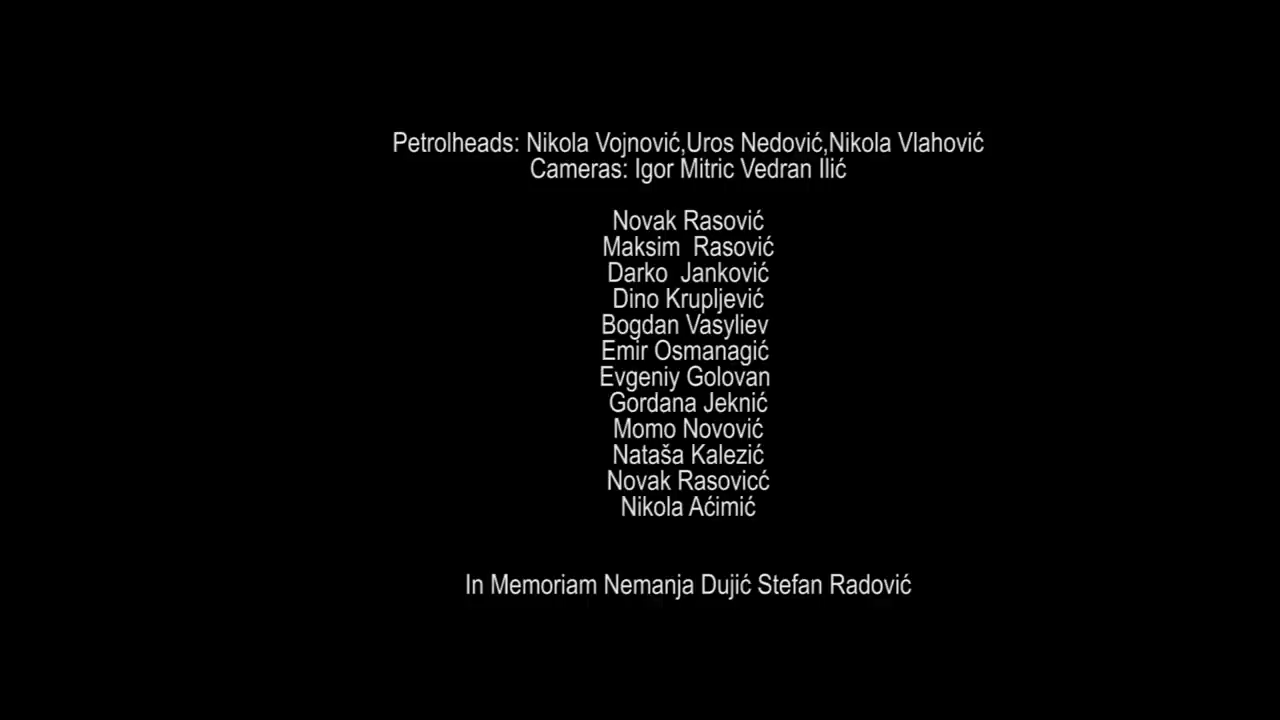 Petrolheads: Nikola Vojnović,Uros Nedović,Nikola Vlahović
Cameras: Igor Mitric Vedran Ilić
Novak Rasović
Maksim  Rasović
Darko  Janković
Dino Krupljević
Bogdan Vasyliev
Emir Osmanagić
Evgeniy Golovan
Gordana Jeknić
Momo Novović
Nataša Kalezić
Novak Rasovicć
Nikola Aćimić
In Memoriam Nemanja Dujić Stefan Radović